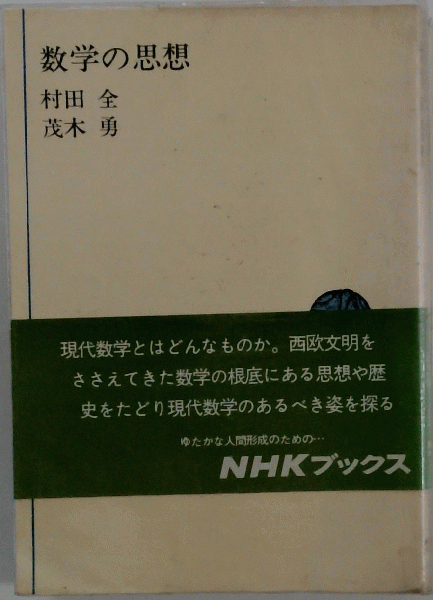 数学の思想
村田 全
茂木 勇
現代数学とはどんなものか。西欧文明を
ささえてきた数学の根底にある思想や歴
史をたどり現代数学のあるべき姿を探る
ゆたかな人間形成のための…
NHKブックス